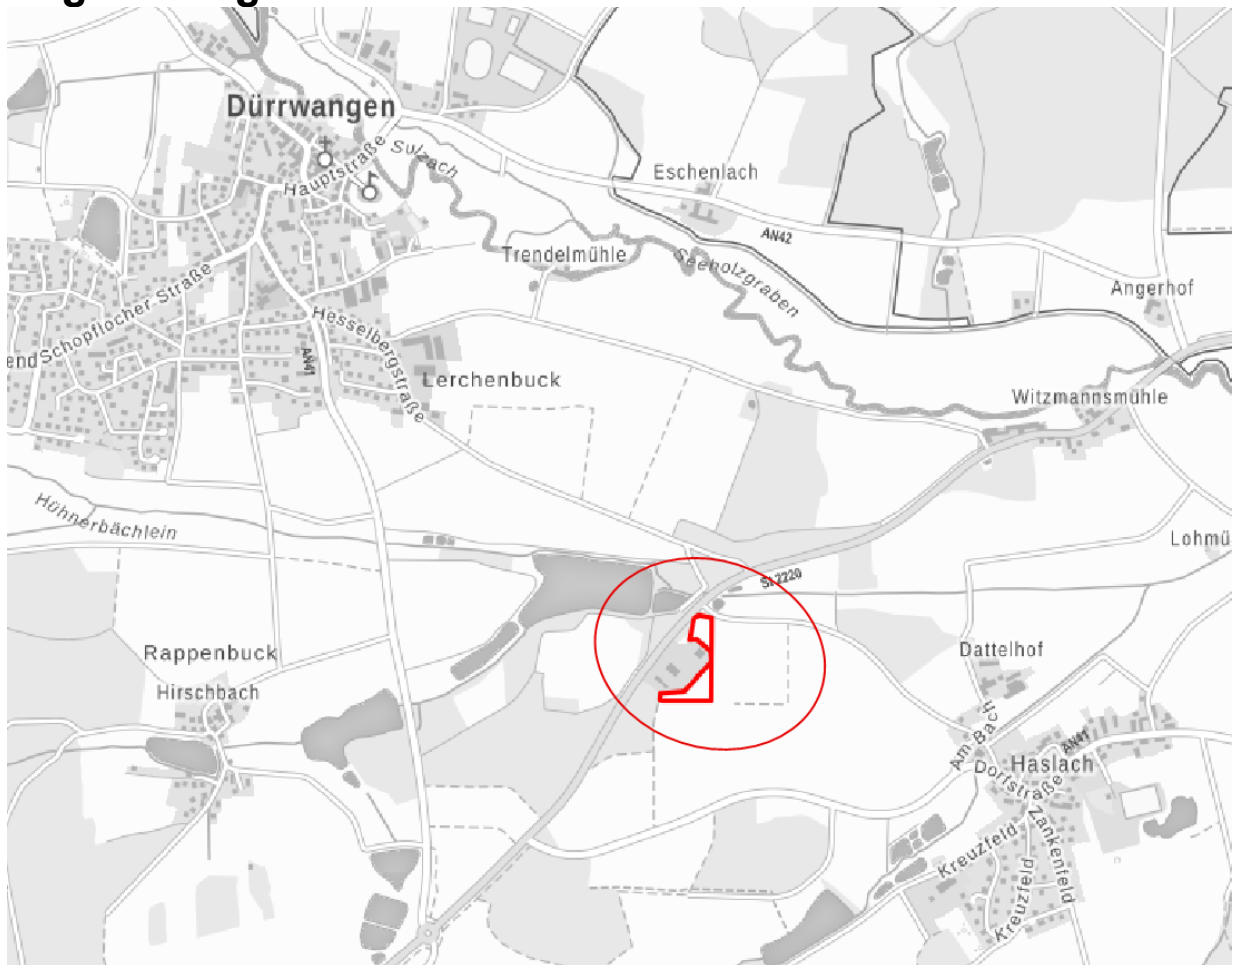 Dürrwangen
Sulzach
Hauptstraße
Eschenlach
AN42
Trendelmühle
Seeholzgraben
Angerhof
Schopflocher Straße
end
Hesselbergstraße
AN41
Lerchenbuck
Witzmannsmühle
Hühnerbächlein
Lohmü
St 2220
Rappenbuck
Hirschbach
Dattelhof
Am Bach
AN41
Haslach
Dorfstraße
Zankenfeld
Kreuzfeld
Kreuzfeld